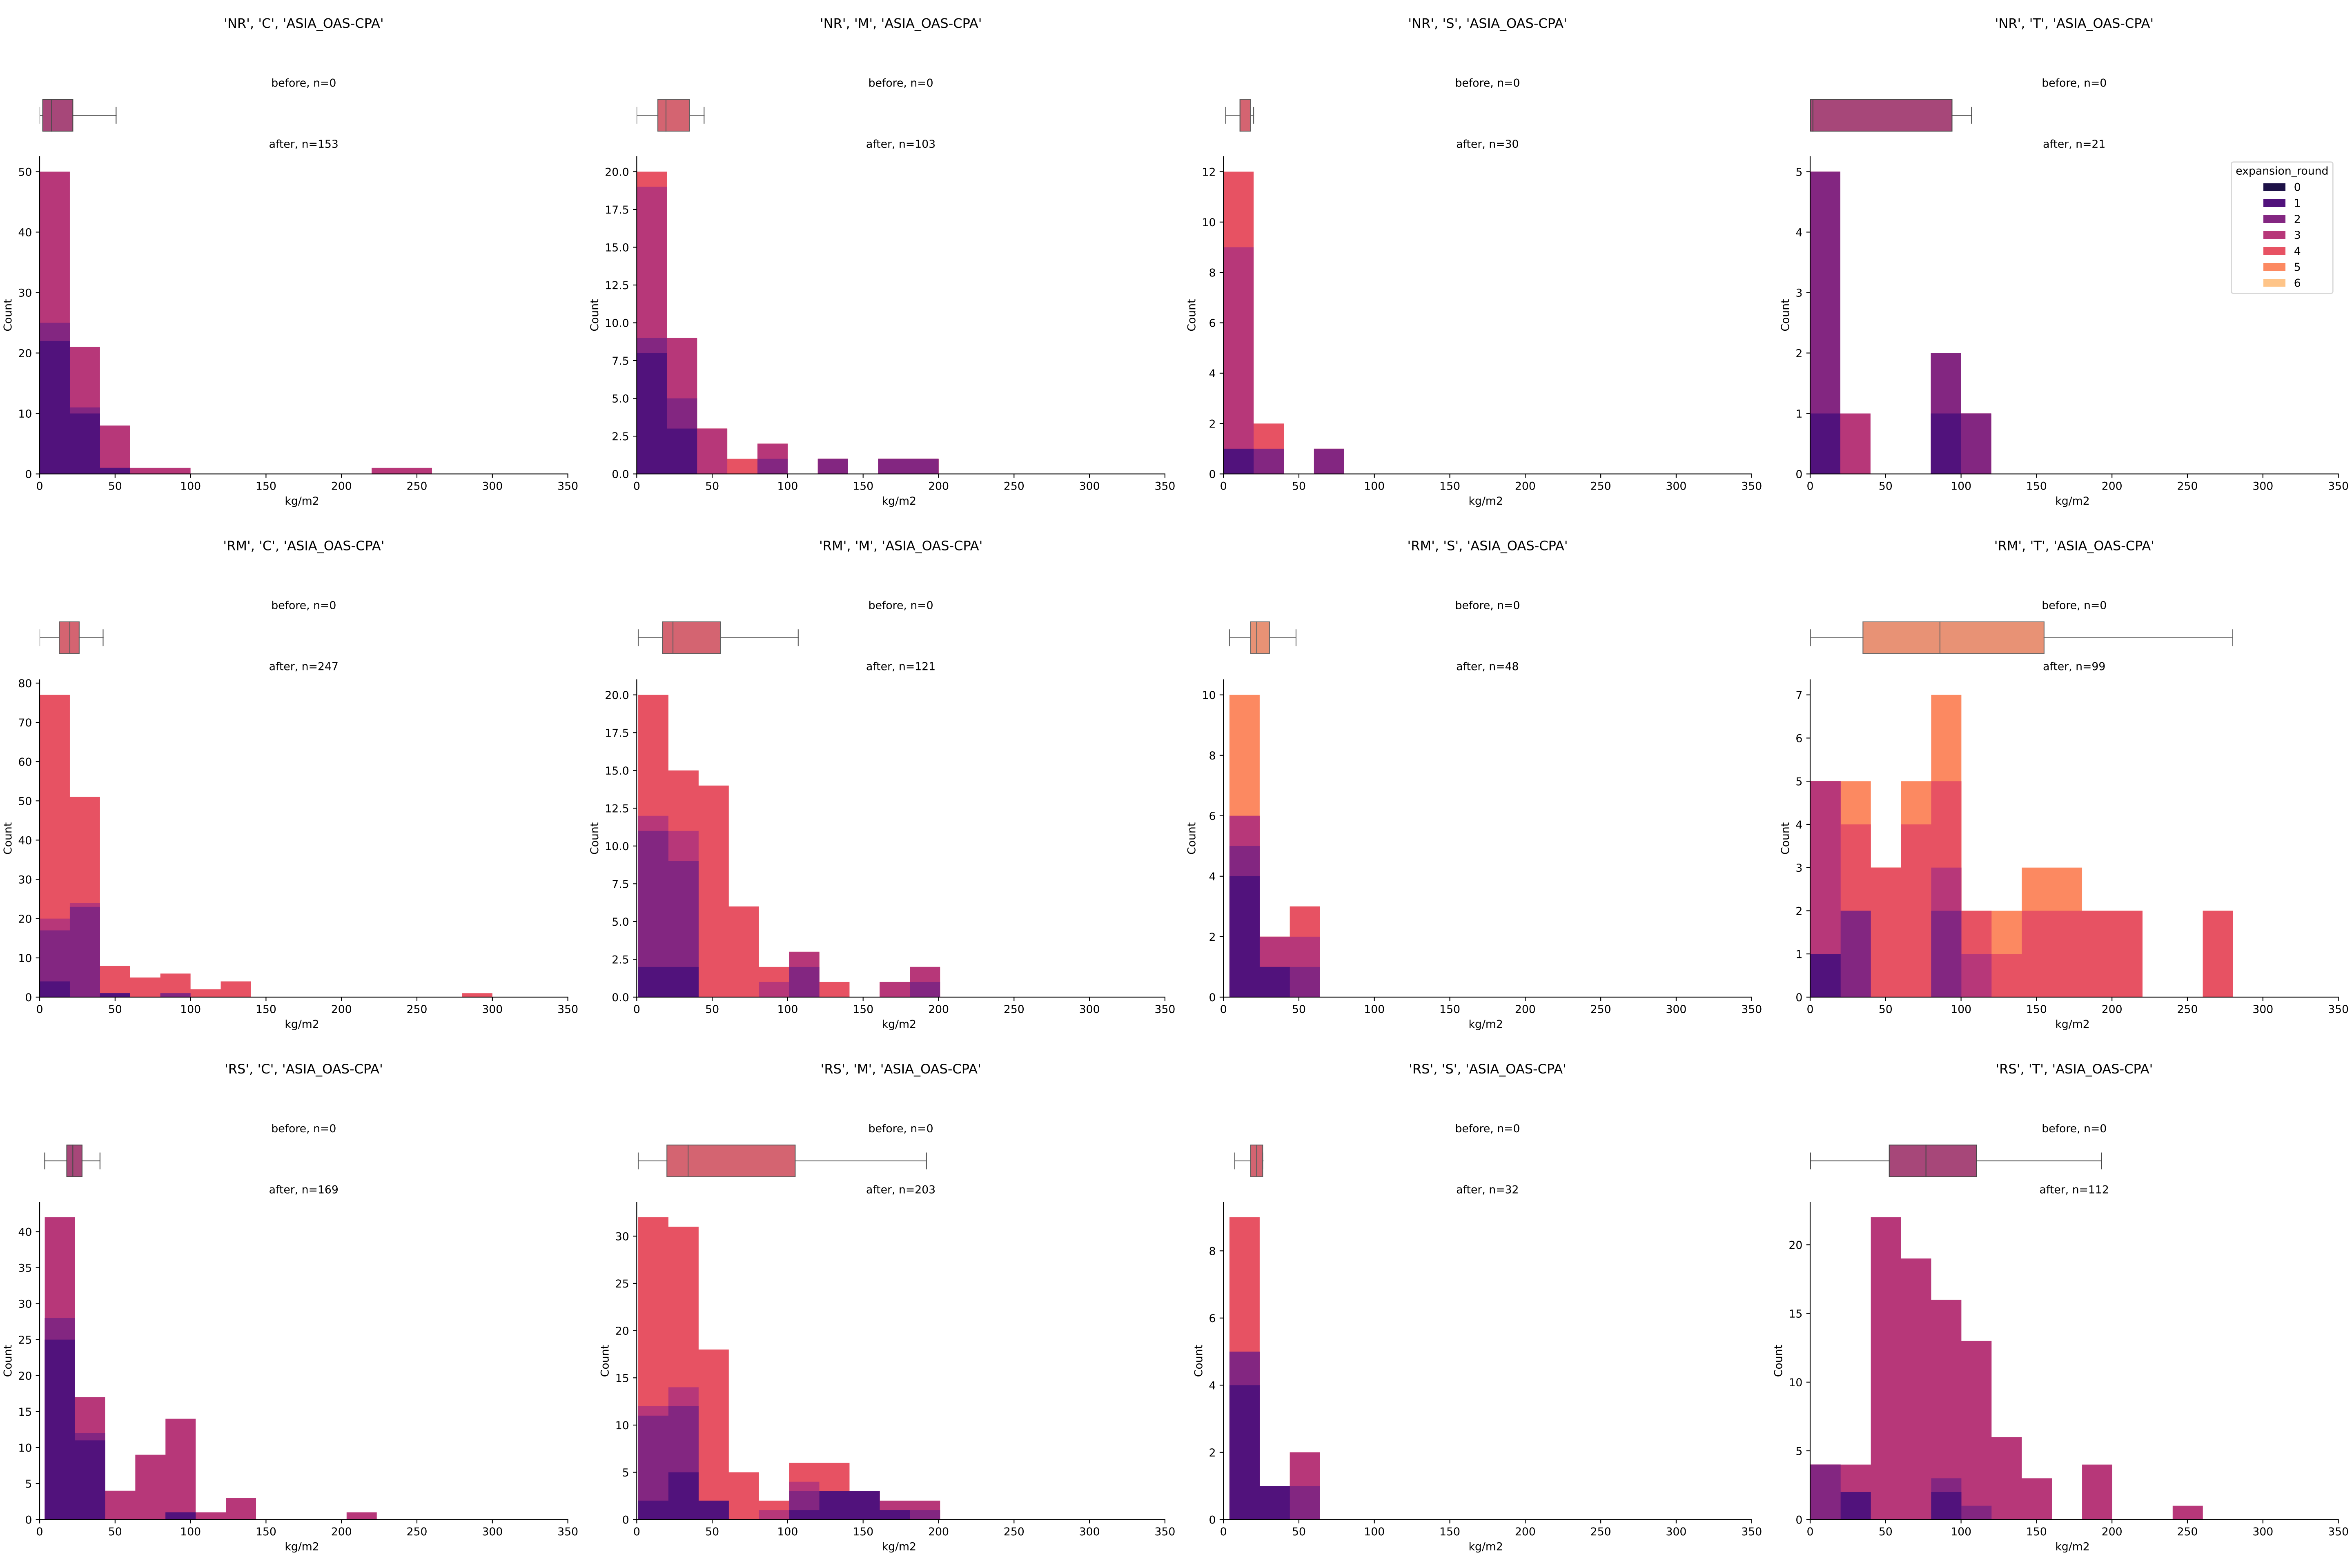 'NR', 'C', 'ASIA_OAS-CPA'
before, n=0
after, n=153
50
40
30
20
10
0
Count
0 50 100 150 200 250 300 350
kg/m2
'NR', 'M', 'ASIA_OAS-CPA'
before, n=0
after, n=103
20.0
17.5
15.0
12.5
10.0
7.5
5.0
2.5
0.0
Count
0 50 100 150 200 250 300 350
kg/m2
'NR', 'S', 'ASIA_OAS-CPA'
before, n=0
after, n=30
12
10
8
6
4
2
0
Count
0 50 100 150 200 250 300 350
kg/m2
'NR', 'T', 'ASIA_OAS-CPA'
before, n=0
after, n=21
5
4
3
2
1
0
Count
0 50 100 150 200 250 300 350
kg/m2
expansion_round
0
1
2
3
4
5
6
'RM', 'C', 'ASIA_OAS-CPA'
before, n=0
after, n=247
80
70
60
50
40
30
20
10
0
Count
0 50 100 150 200 250 300 350
kg/m2
'RM', 'M', 'ASIA_OAS-CPA'
before, n=0
after, n=121
20.0
17.5
15.0
12.5
10.0
7.5
5.0
2.5
0.0
Count
0 50 100 150 200 250 300 350
kg/m2
'RM', 'S', 'ASIA_OAS-CPA'
before, n=0
after, n=48
10
8
6
4
2
0
Count
0 50 100 150 200 250 300 350
kg/m2
'RM', 'T', 'ASIA_OAS-CPA'
before, n=0
after, n=99
7
6
5
4
3
2
1
0
Count
0 50 100 150 200 250 300 350
kg/m2
'RS', 'C', 'ASIA_OAS-CPA'
before, n=0
after, n=169
40
35
30
25
20
15
10
5
0
Count
0 50 100 150 200 250 300 350
kg/m2
'RS', 'M', 'ASIA_OAS-CPA'
before, n=0
after, n=203
30
25
20
15
10
5
0
Count
0 50 100 150 200 250 300 350
kg/m2
'RS', 'S', 'ASIA_OAS-CPA'
before, n=0
after, n=32
8
6
4
2
0
Count
0 50 100 150 200 250 300 350
kg/m2
'RS', 'T', 'ASIA_OAS-CPA'
before, n=0
after, n=112
20
15
10
5
0
Count
0 50 100 150 200 250 300 350
kg/m2